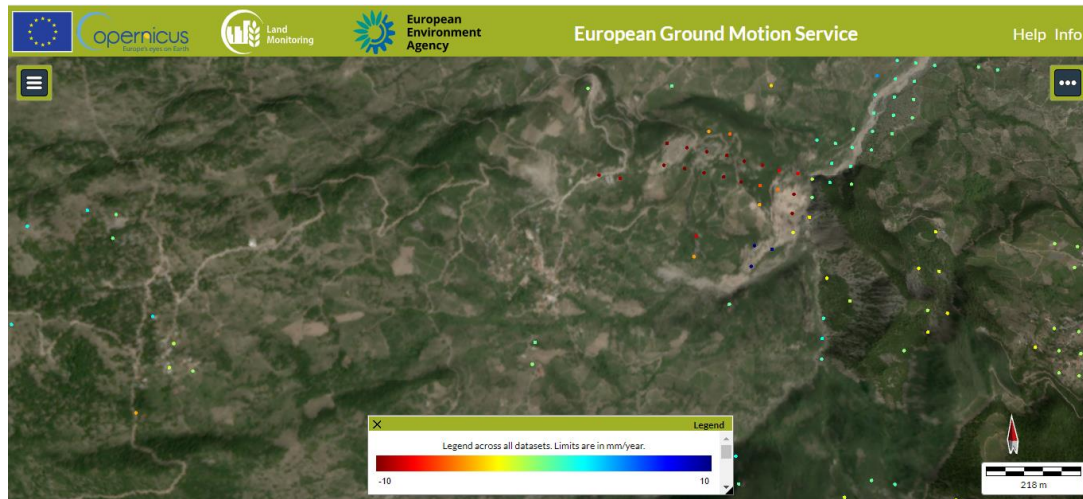 opernicus
Europe's eyes on Earth
Land
Monitoring
European
Environment
Agency
European Ground Motion Service
Help Info
Legend
Legend across all datasets. Limits are in mm/year.
-10 10
N
218 m